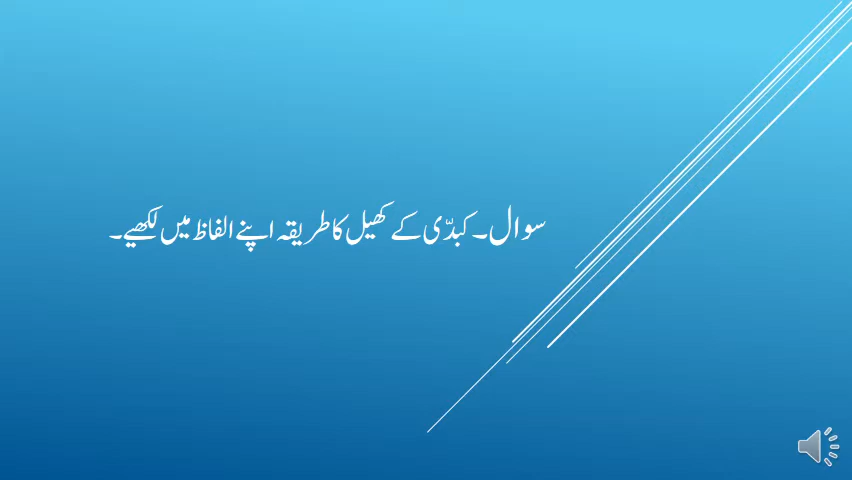 سوال۔ کبڈّی کے کھیل کا طریقہ اپنے الفاظ میں لکھیے۔